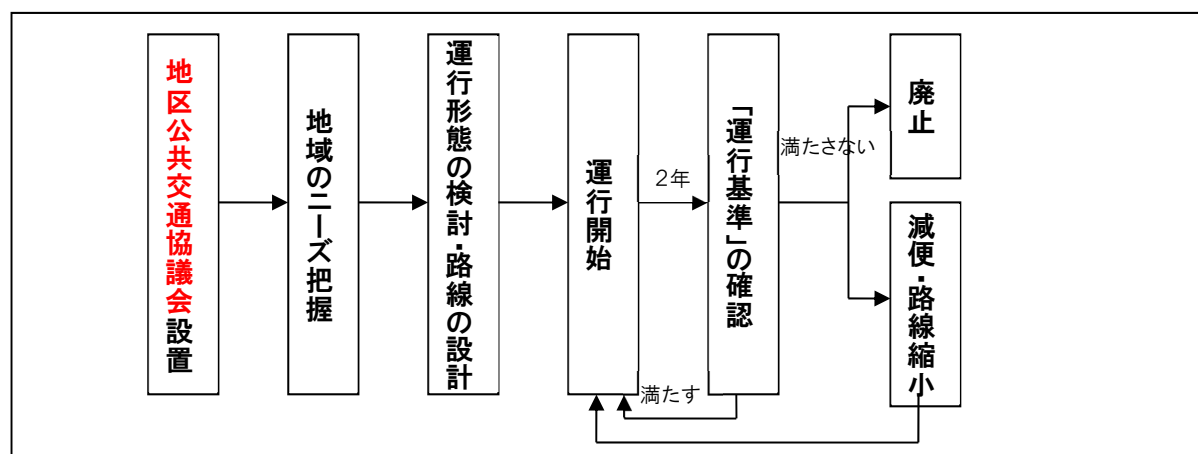 地区公共交通協議会設置
地域のニーズ把握
運行形態の検討・路線の設計
運行開始
2年
「運行基準」の確認
満たさない
満たす
廃止
減便・路線縮小